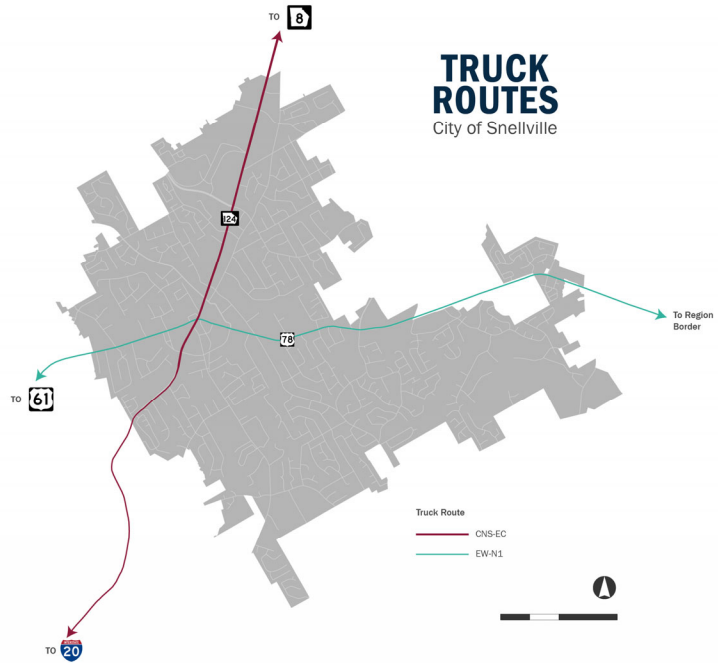 TO 8
TRUCK
ROUTES
City of Snellville
124
78
To Region
Border
TO 61
Truck Route
CNS-EC
EW-N1
TO 20